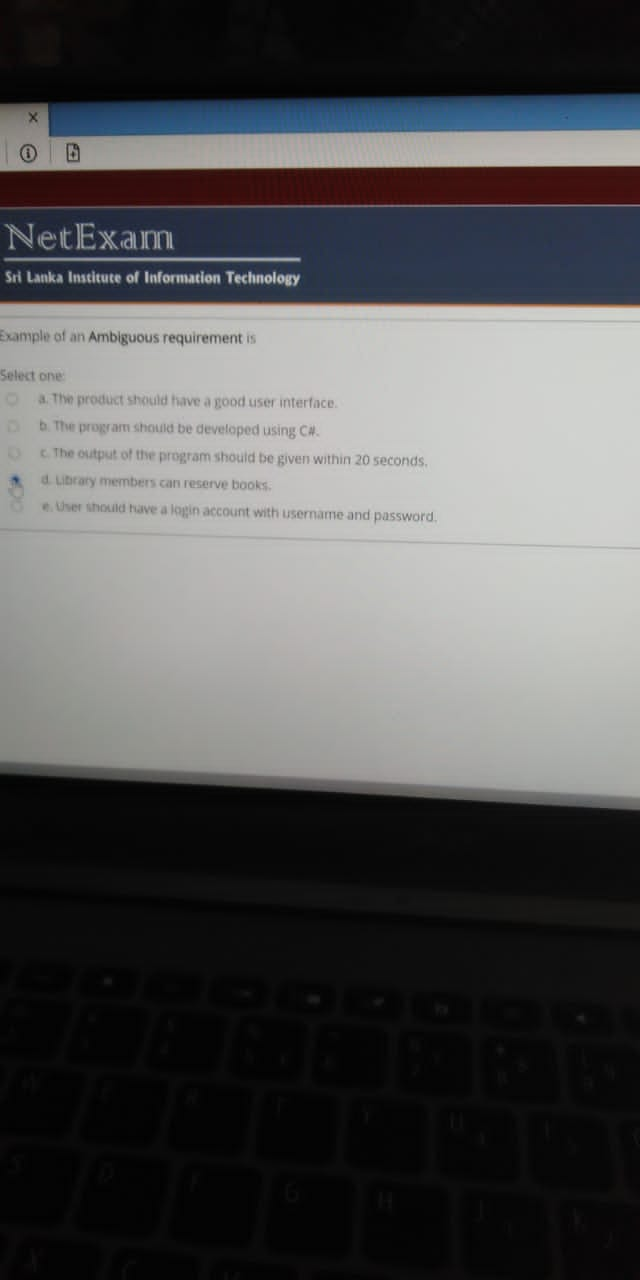 NetExam
Sri Lanka Institute of Information Technology
Example of an Ambiguous requirement is
Select one:
a. The product should have a good user interface.
b. The program should be developed using C#.
c. The output of the program should be given within 20 seconds.
d. Library members can reserve books.
e. User should have a login account with username and password.